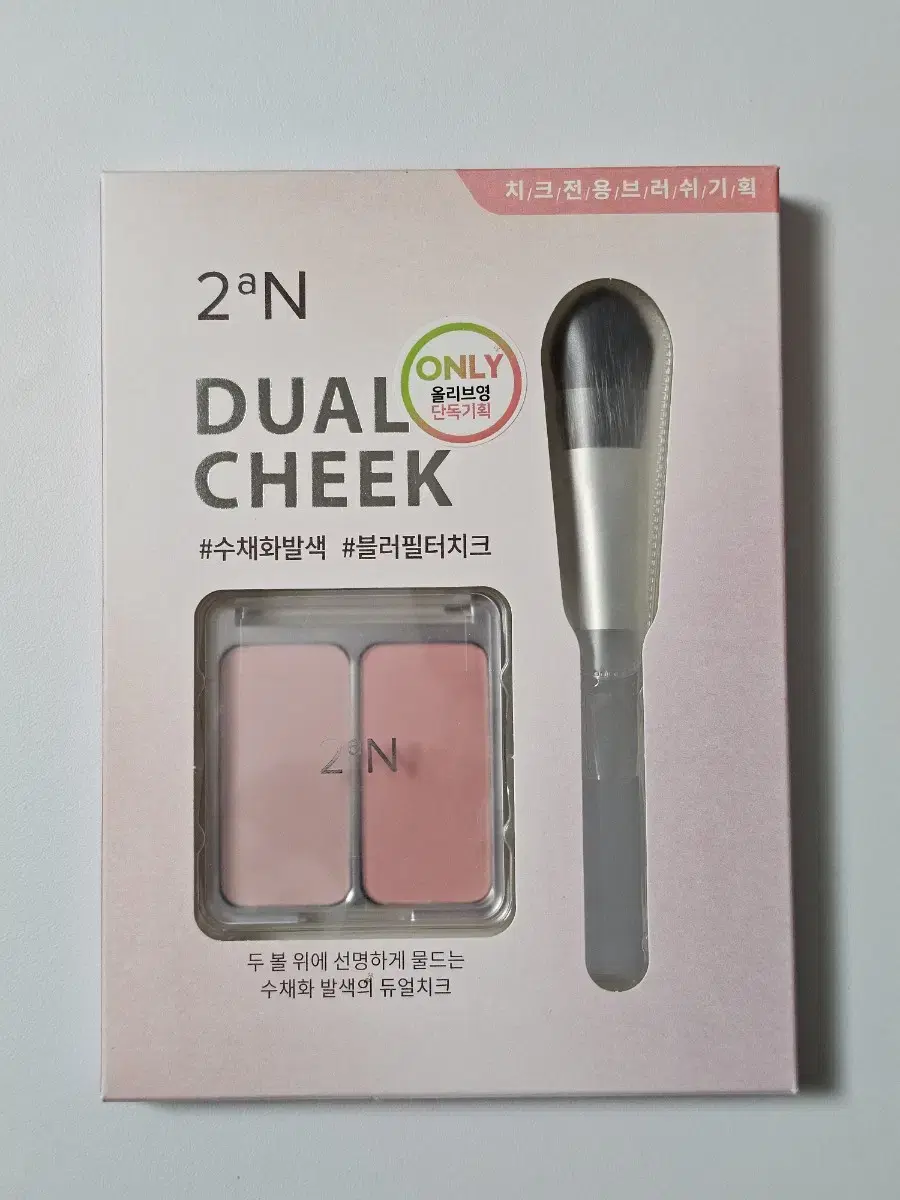 치/크/전/용/브/러/쉬/기/획
2aN
ONLY
올리브영
단독기획
DUAL
CHEEK
#수채화발색 #블러필터치크
2aN
두 볼 위에 선명하게 물드는
수채화 발색의 듀얼치크